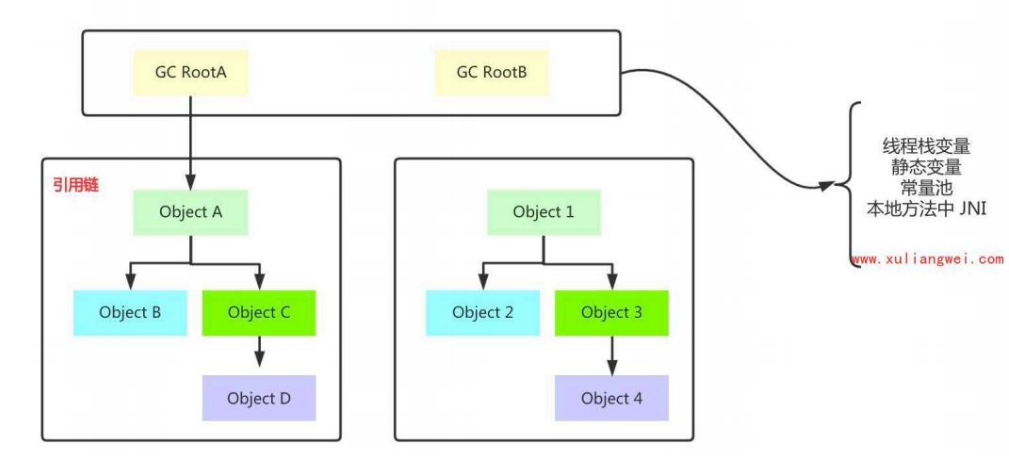 GC RootA
GC RootB
线程栈变量
静态变量
常量池
本地方法中 JNI
www.xuliangwei.com
引用链
Object A
Object B
Object C
Object D
Object 1
Object 2
Object 3
Object 4